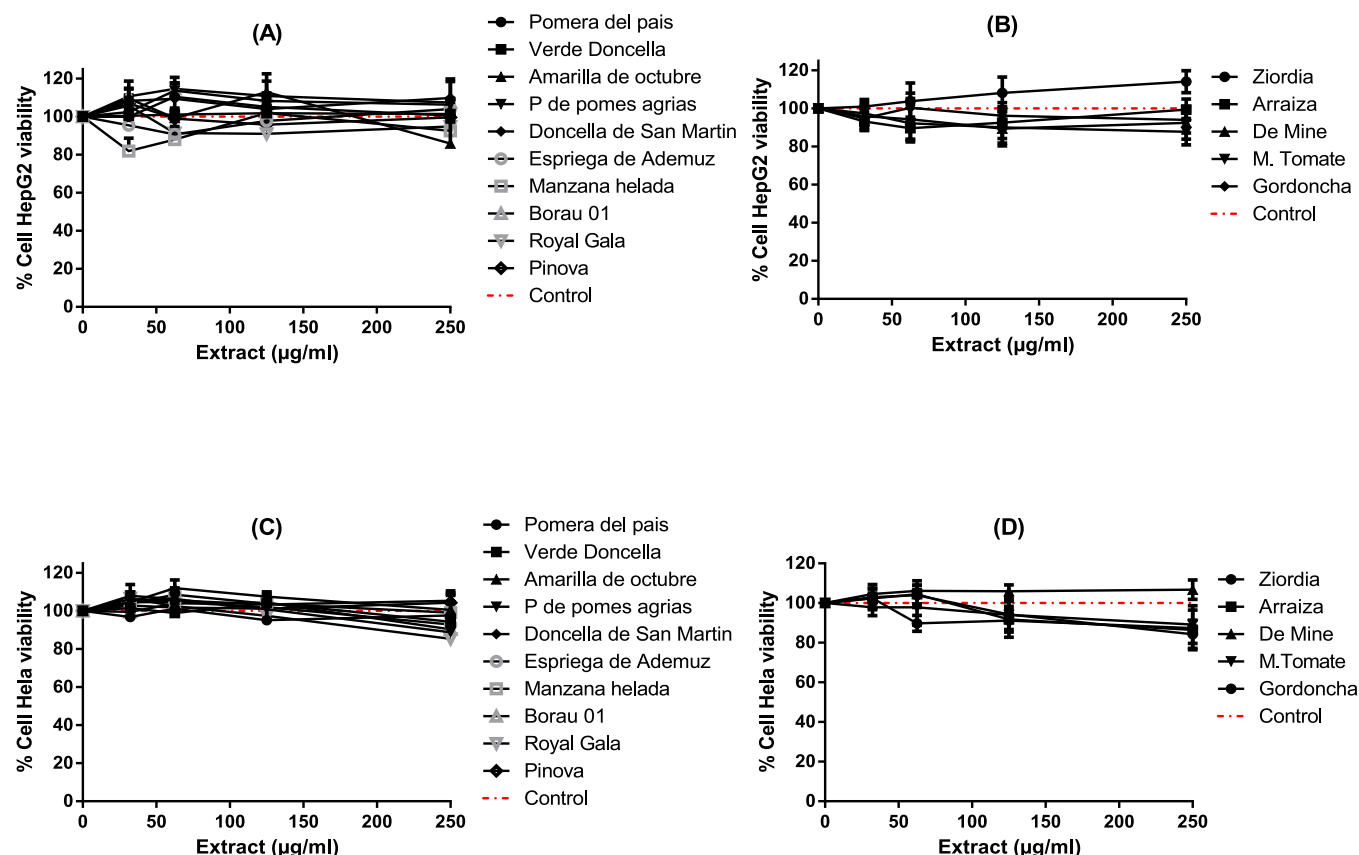 (A)
% Cell HepG2 viability
120
100
80
60
40
20
0
0 50 100 150 200 250
Extract (µg/ml)
Pomera del pais
Verde Doncella
Amarilla de octubre
P de pomes agrias
Doncella de San Martin
Espriega de Ademuz
Manzana helada
Borau 01
Royal Gala
Pinova
Control
(B)
% Cell HepG2 viability
120
100
80
60
40
20
0
0 50 100 150 200 250
Extract (µg/ml)
Ziordia
Arraiza
De Mine
M. Tomate
Gordoncha
Control
(C)
% Cell Hela viability
120
100
80
60
40
20
0
0 50 100 150 200 250
Extract (µg/ml)
Pomera del pais
Verde Doncella
Amarilla de octubre
P de pomes agrias
Doncella de San Martin
Espriega de Ademuz
Manzana helada
Borau 01
Royal Gala
Pinova
Control
(D)
% Cell Hela viability
120
100
80
60
40
20
0
0 50 100 150 200 250
Extract (µg/ml)
Ziordia
Arraiza
De Mine
M.Tomate
Gordoncha
Control